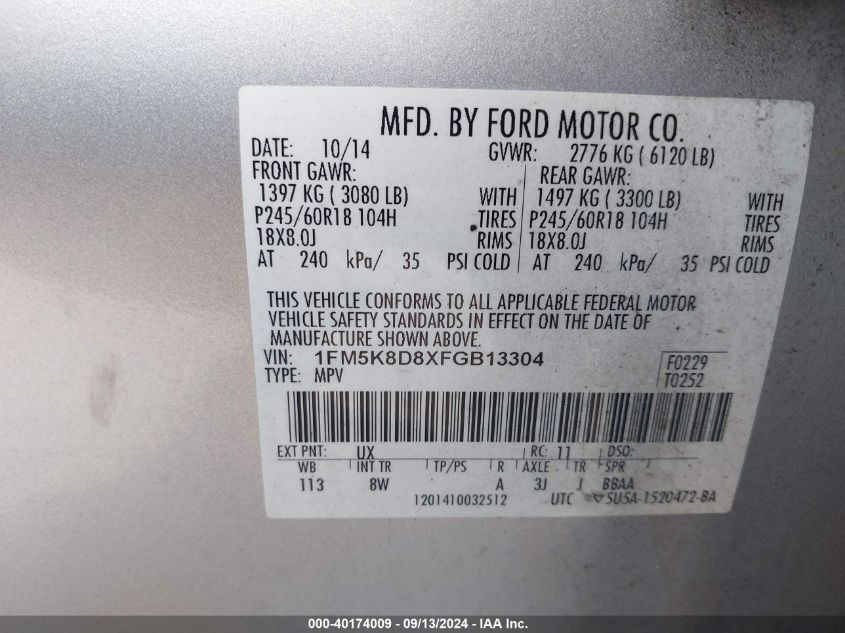 MFD. BY FORD MOTOR CO.
DATE: 10/14 GVWR: 2776 KG ( 6120 LB)
FRONT GAWR: REAR GAWR:
1397 KG ( 3080 LB) WITH 1497 KG ( 3300 LB) WITH
P245/60R18 104H TIRES P245/60R18 104H TIRES
18X8.0J RIMS 18X8.0J RIMS
AT 240 kPa/ 35 PSI COLD AT 240 kPa/ 35 PSI COLD
THIS VEHICLE CONFORMS TO ALL APPLICABLE FEDERAL MOTOR
VEHICLE SAFETY STANDARDS IN EFFECT ON THE DATE OF
MANUFACTURE SHOWN ABOVE.
VIN: 1FM5K8D8XFGB13304 F0229
TYPE: MPV T0252
EXT PNT: UX RC: 11 DSO:
WB INT TR TP/PS R AXLE TR SPR
113 8W A 3J J BBAA
1201410032512 UTC ▽5U5A-1520472-BA
000-40174009 - 09/13/2024 - IAA Inc.